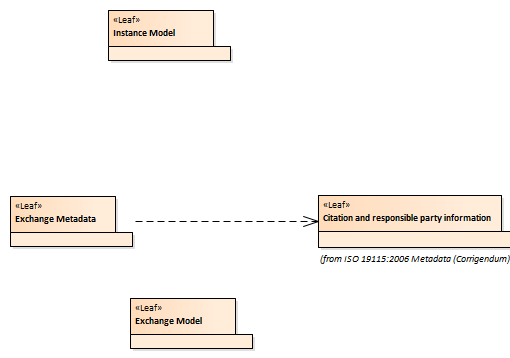 «Leaf»
Instance Model
«Leaf»
Exchange Metadata
«Leaf»
Citation and responsible party information
(from ISO 19115:2006 Metadata (Corrigendum)
«Leaf»
Exchange Model